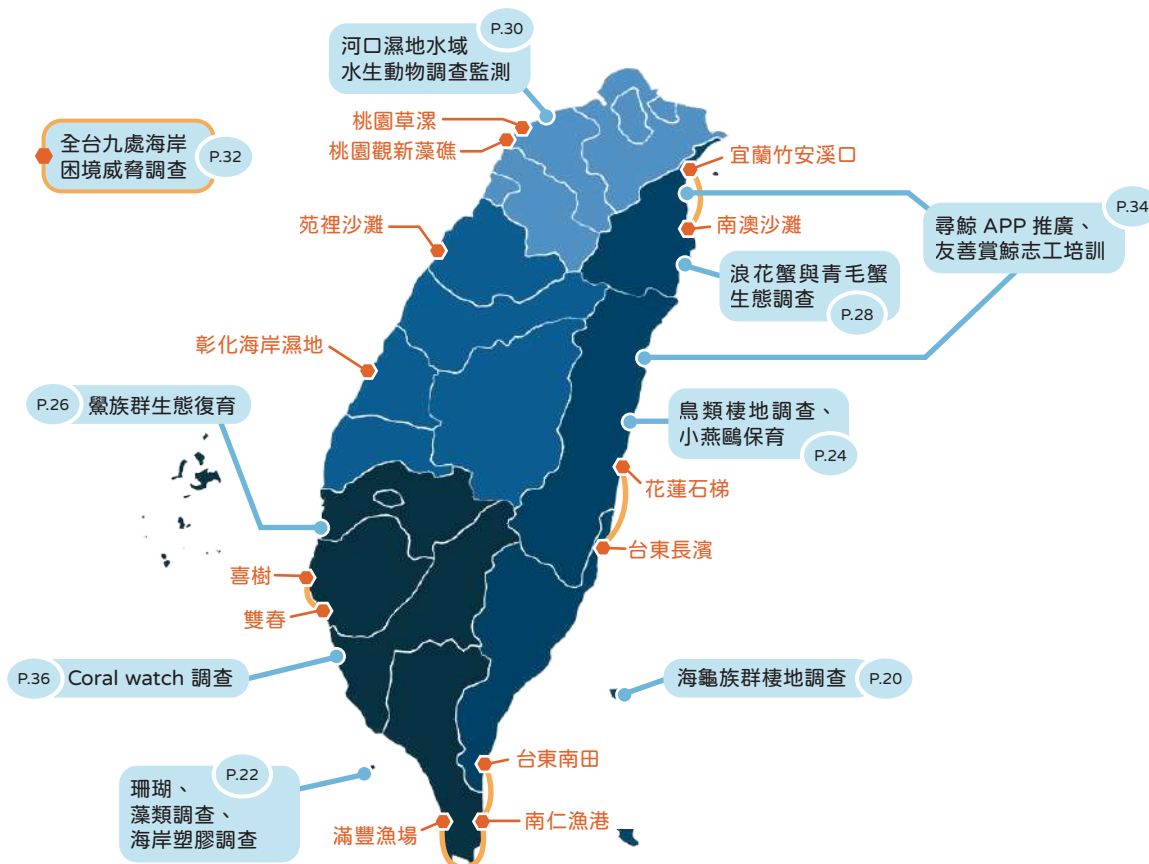 P.30
河口濕地水域
水生動物調查監測
全台九處海岸
困境威脅調查
P.32
桃園草漯
桃園觀新藻礁
宜蘭竹安溪口
苑裡沙灘
南澳沙灘
P.34
尋鯨 APP 推廣、
友善賞鯨志工培訓
浪花蟹與青毛蟹
生態調查
P.28
彰化海岸濕地
P.26
鱟族群生態復育
鳥類棲地調查、
小燕鷗保育
P.24
花蓮石梯
台東長濱
喜樹
雙春
P.36
Coral watch 調查
海龜族群棲地調查
P.20
台東南田
P.22
珊瑚、
藻類調查、
海岸塑膠調查
滿豐漁場
南仁漁港